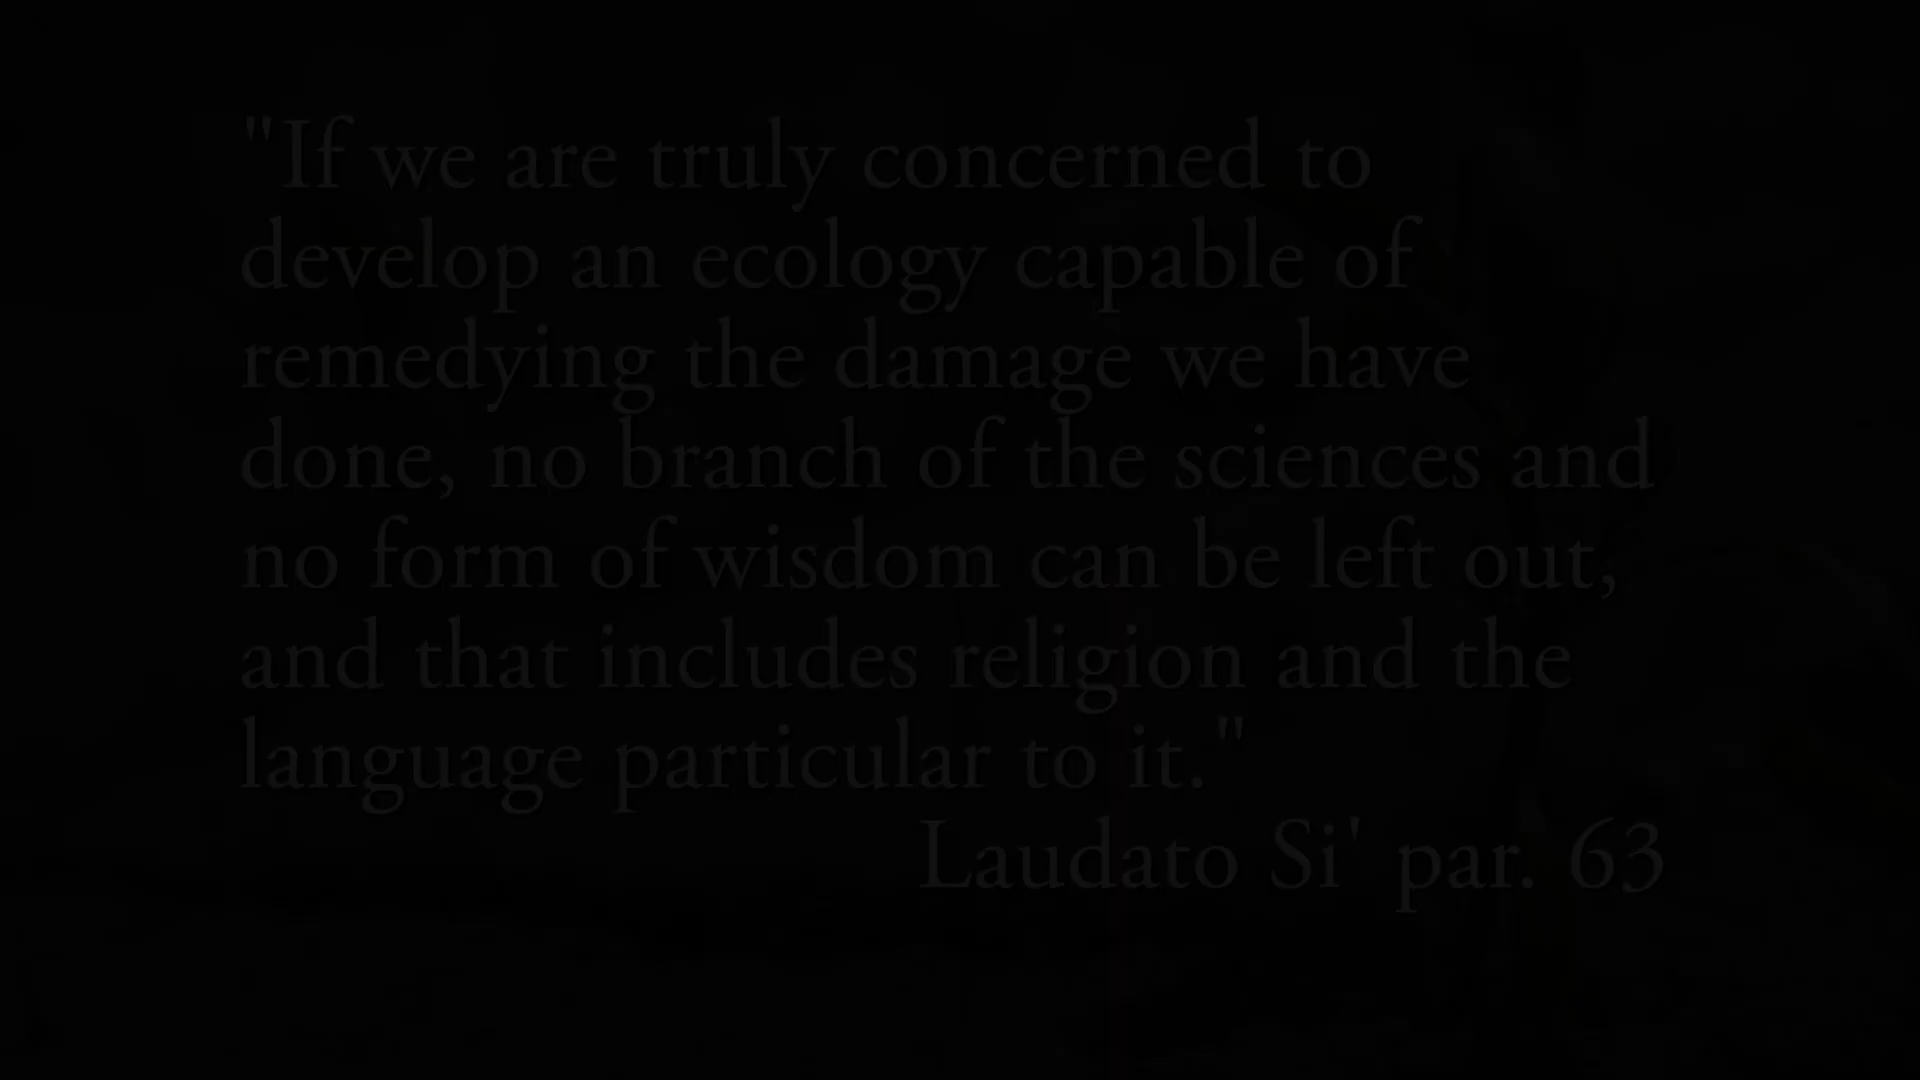 "If we are truly concerned to
develop an ecology capable of
remedying the damage we have
done, no branch of the sciences and
no form of wisdom can be left out,
and that includes religion and the
language particular to it."
Laudato Si' par. 63